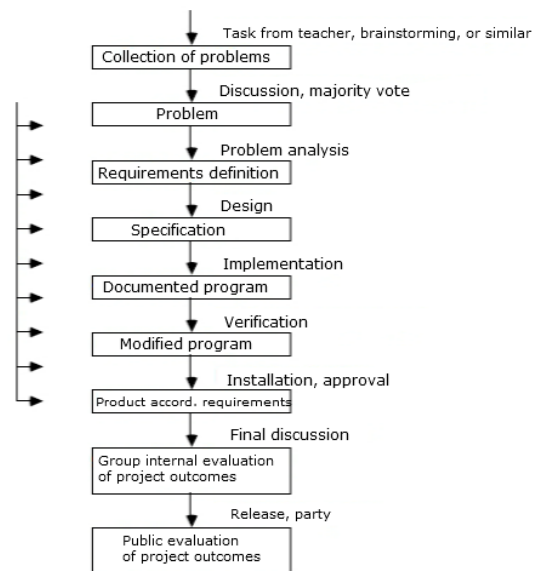 Task from teacher, brainstorming, or similar
Collection of problems
Discussion, majority vote
Problem
Problem analysis
Requirements definition
Design
Specification
Implementation
Documented program
Verification
Modified program
Installation, approval
Product accord. requirements
Final discussion
Group internal evaluation
of project outcomes
Release, party
Public evaluation
of project outcomes